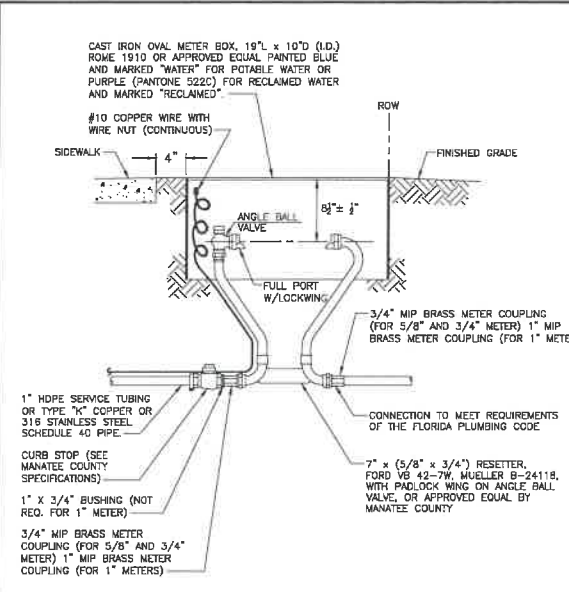 CAST IRON OVAL METER BOX, 19"L x 10"D (I.D.)
ROME 1910 OR APPROVED EQUAL PAINTED BLUE
AND MARKED "WATER" FOR POTABLE WATER OR
PURPLE (PANTONE 522C) FOR RECLAIMED WATER
AND MARKED "RECLAIMED".
ROW
#10 COPPER WIRE WITH
WIRE NUT (CONTINUOUS)
SIDEWALK
4"
FINISHED GRADE
8½"± ½"
ANGLE BALL
VALVE
FULL PORT
W/LOCKWING
3/4" MIP BRASS METER COUPLING
(FOR 5/8" AND 3/4" METER) 1" MIP
BRASS METER COUPLING (FOR 1" METE
1" HDPE SERVICE TUBING
OR TYPE "K" COPPER OR
316 STAINLESS STEEL
SCHEDULE 40 PIPE.
CONNECTION TO MEET REQUIREMENTS
OF THE FLORIDA PLUMBING CODE
CURB STOP (SEE
MANATEE COUNTY
SPECIFICATIONS)
7" x (5/8" x 3/4") RESETTER,
FORD VB 42-7W, MUELLER B-24118,
WITH PADLOCK WING ON ANGLE BALL
VALVE, OR APPROVED EQUAL BY
MANATEE COUNTY
1" X 3/4" BUSHING (NOT
REQ. FOR 1" METER)
3/4" MIP BRASS METER
COUPLING (FOR 5/8" AND 3/4"
METER) 1" MIP BRASS METER
COUPLING (FOR 1" METERS)